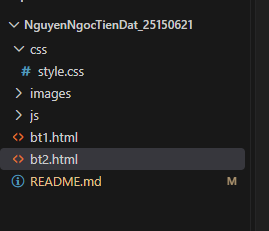 NguyenNgocTienDat_25150621
css
# style.css
images
js
<> bt1.html
<> bt2.html
README.md M